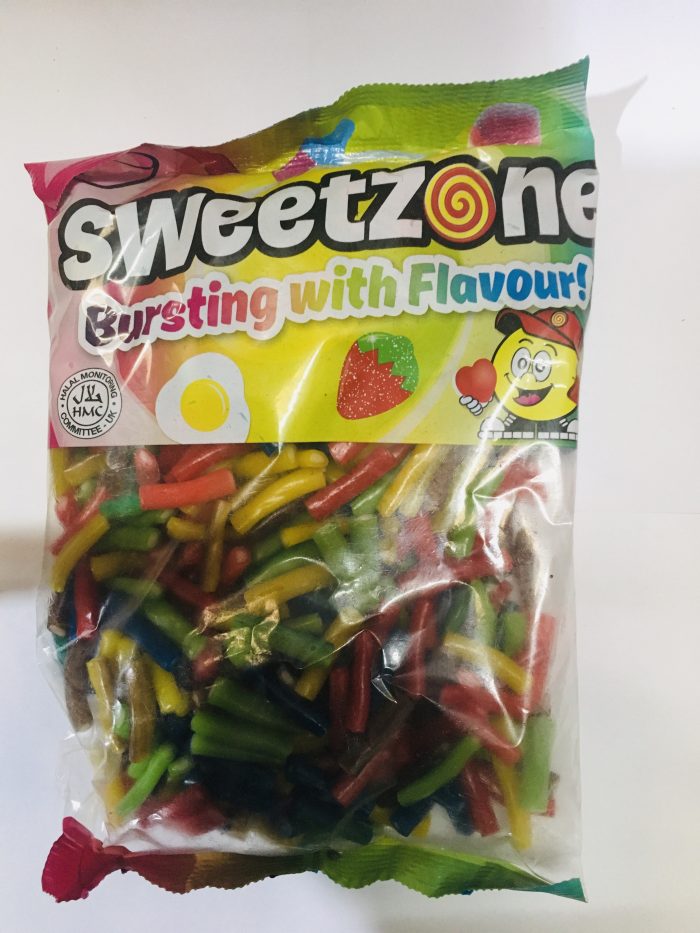 sweetzone
Bursting with Flavour!
HALAL MONITORING
حلال
HMC
COMMITTEE - UK